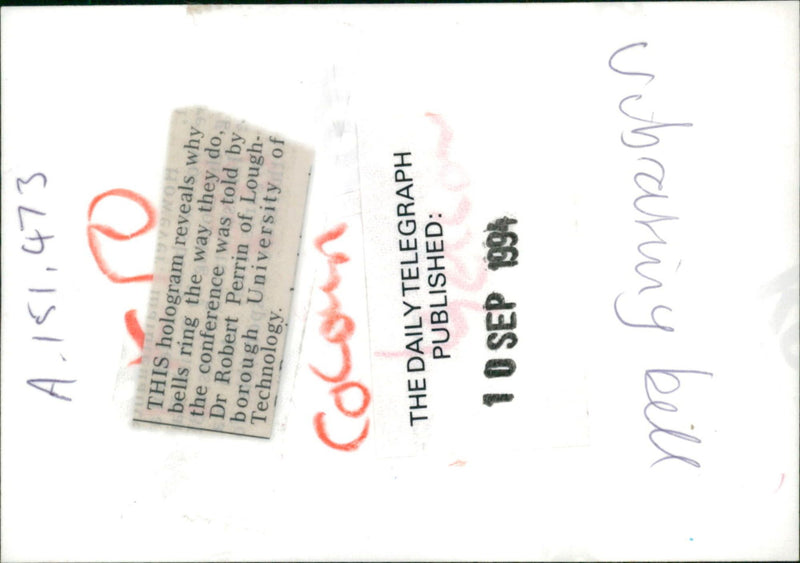 A.151.473
THIS hologram reveals why
bells ring the way they do,
the conference was told by
Dr Robert Perrin of Lough-
borough University of
Technology.
Colour
THE DAILY TELEGRAPH
PUBLISHED:
10 SEP 1994
vibrating bell